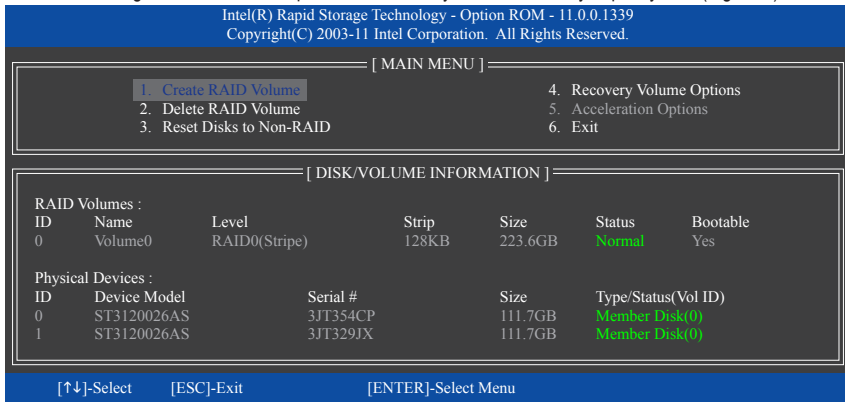 Intel(R) Rapid Storage Technology - Option ROM - 11.0.0.1339
Copyright(C) 2003-11 Intel Corporation. All Rights Reserved.
[ MAIN MENU ]
1. Create RAID Volume
2. Delete RAID Volume
3. Reset Disks to Non-RAID
4. Recovery Volume Options
5. Acceleration Options
6. Exit
[ DISK/VOLUME INFORMATION ]
RAID Volumes :
ID Name Level Strip Size Status Bootable
0 Volume0 RAID0(Stripe) 128KB 223.6GB Normal Yes
Physical Devices :
ID Device Model Serial # Size Type/Status(Vol ID)
0 ST3120026AS 3JT354CP 111.7GB Member Disk(0)
1 ST3120026AS 3JT329JX 111.7GB Member Disk(0)
[↑↓]-Select [ESC]-Exit [ENTER]-Select Menu